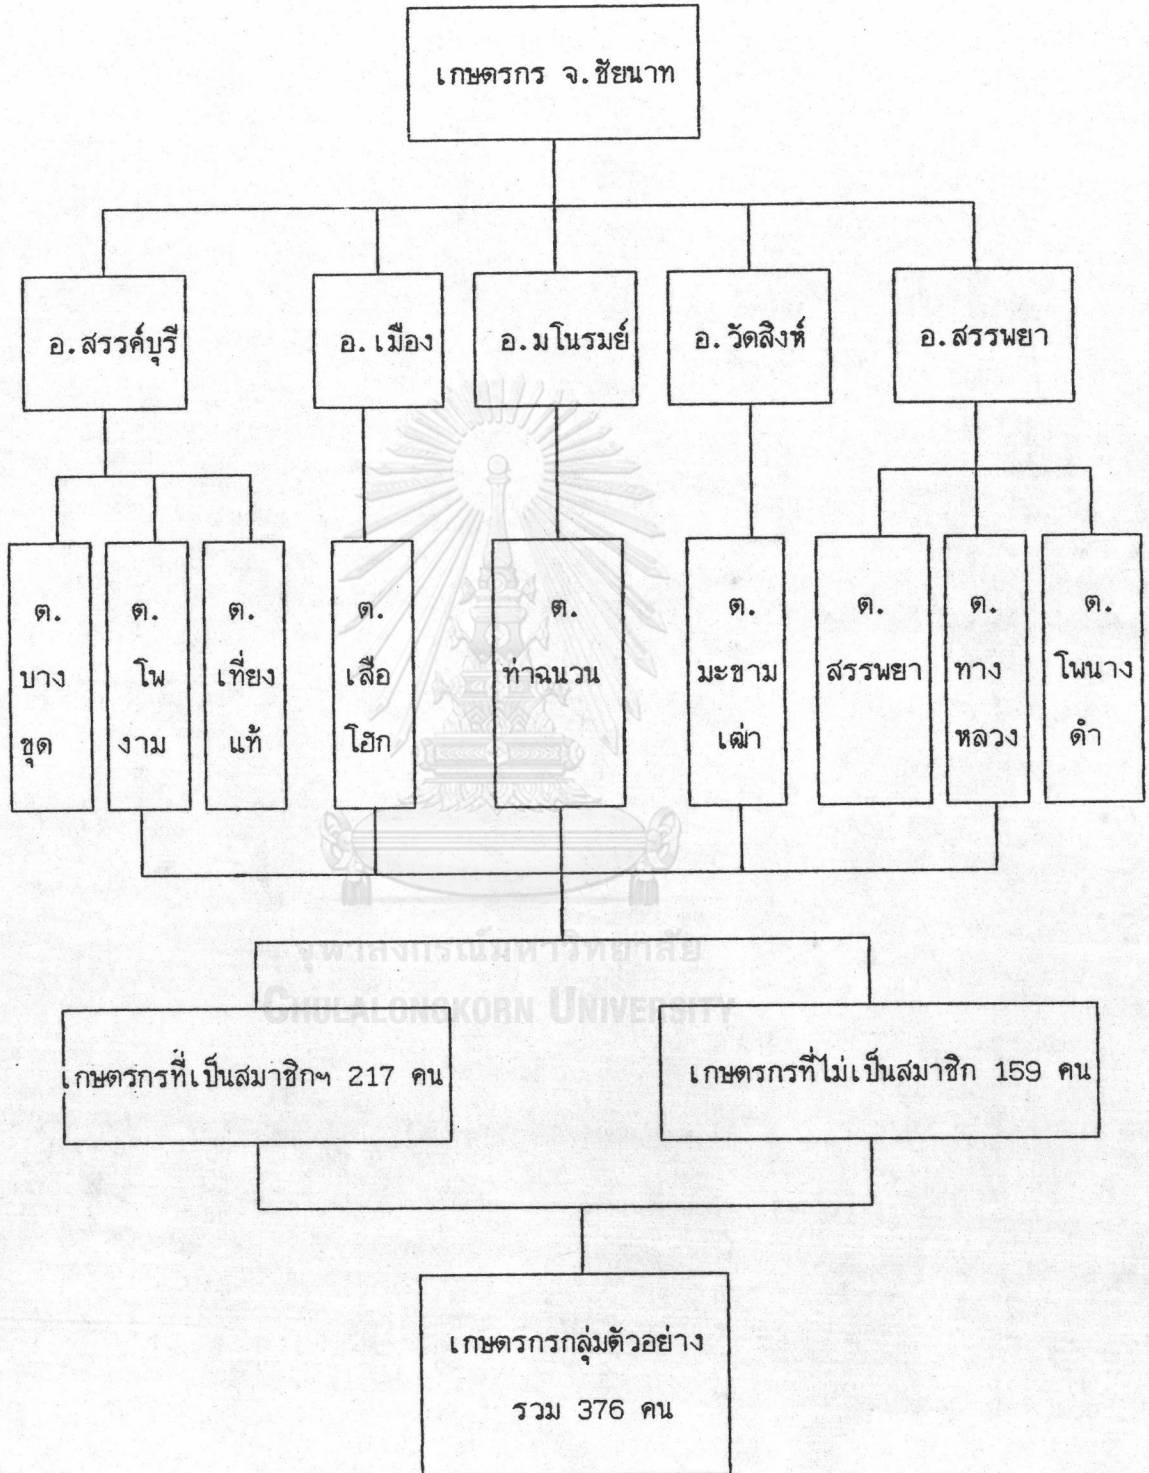 เกษตรกร จ.ชัยนาท
อ.สรรค์บุรี
อ.เมือง
อ.มโนรมย์
อ.วัดสิงห์
อ.สรรพยา
ต.
บาง
ขุด
ต.
โพ
งาม
ต.
เที่ยง
แท้
ต.
เสือ
โฮก
ต.
ท่าฉนวน
ต.
มะขาม
เฒ่า
ต.
สรรพยา
ต.
ทาง
หลวง
ต.
โพนาง
ดำ
จุฬาลงกรณ์มหาวิทยาลัย
CHULALONGKORN UNIVERSITY
เกษตรกรที่เป็นสมาชิกฯ 217 คน
เกษตรกรที่ไม่เป็นสมาชิก 159 คน
เกษตรกรกลุ่มตัวอย่าง
รวม 376 คน